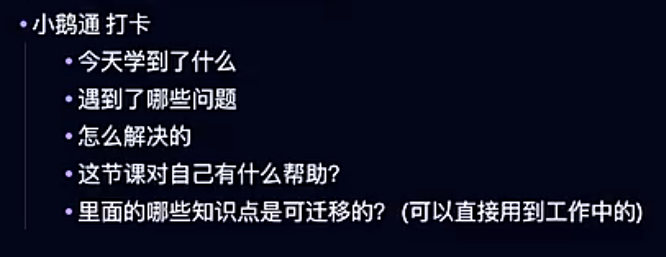 小鹅通 打卡
今天学到了什么
遇到了哪些问题
怎么解决的
这节课对自己有什么帮助？
里面的哪些知识点是可迁移的？（可以直接用到工作中的）